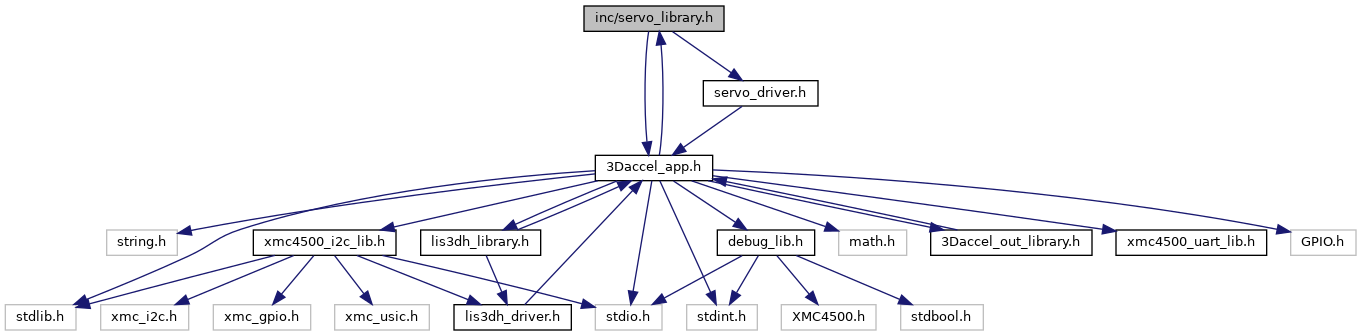 inc/servo_library.h
servo_driver.h
3Daccel_app.h
string.h
xmc4500_i2c_lib.h
lis3dh_library.h
debug_lib.h
math.h
3Daccel_out_library.h
xmc4500_uart_lib.h
GPIO.h
stdlib.h
xmc_i2c.h
xmc_gpio.h
xmc_usic.h
lis3dh_driver.h
stdio.h
stdint.h
XMC4500.h
stdbool.h